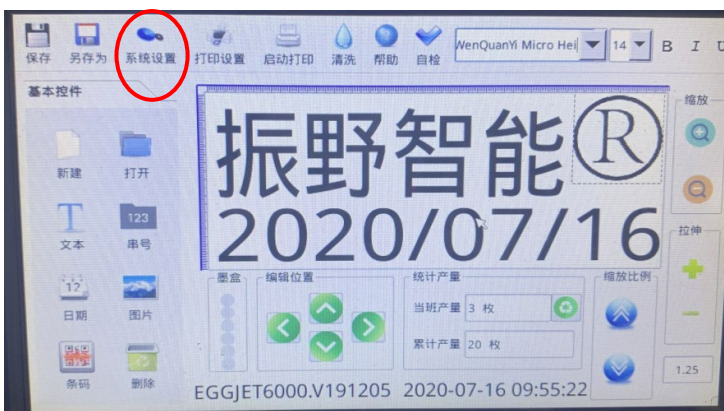 保存 另存为 系统设置 打印设置 启动打印 清洗 帮助 自检 WenQuanYi Micro Hei 14 B I U
基本控件
缩放
振野智能®
2020/07/16
新建 打开
文本 123 串号
拉伸
墨盒 编辑位置 统计产量 缩放比例
12 日期 图片
当班产量 3 枚
累计产量 20 枚
条码 删除
1.25
EGGJET6000.V191205 2020-07-16 09:55:22